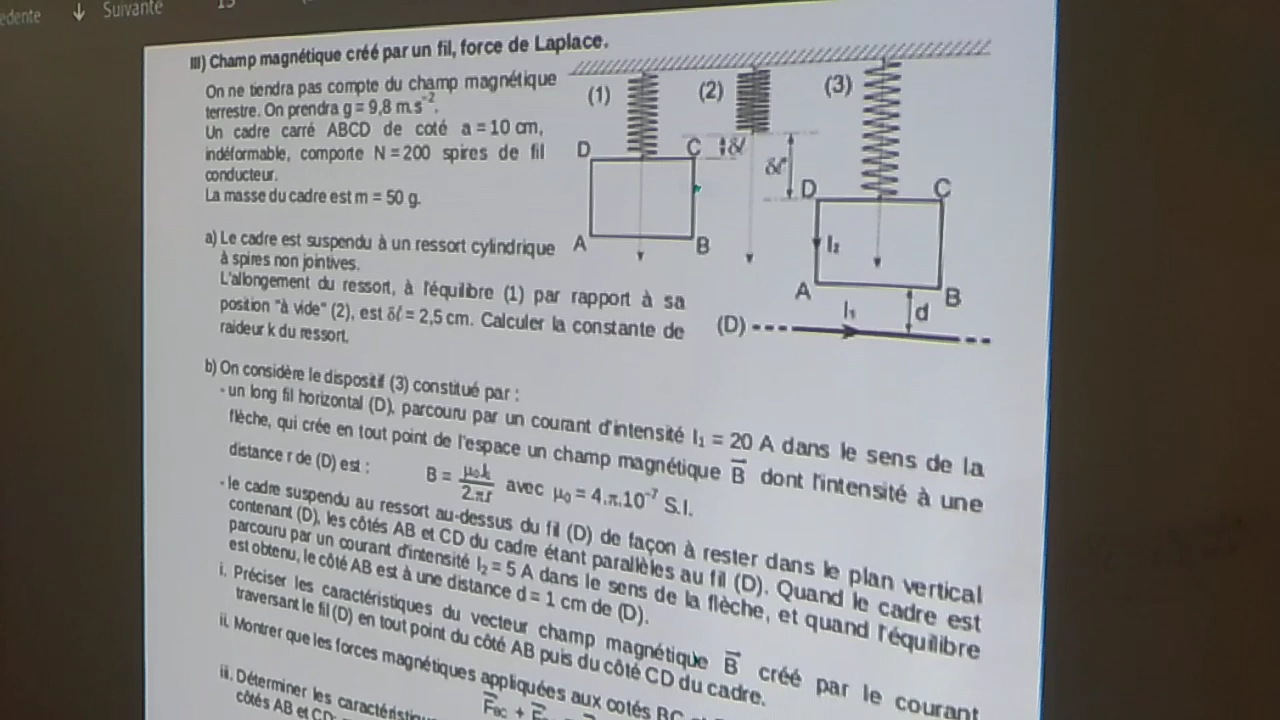 Suivante
III) Champ magnétique créé par un fil, force de Laplace.
On ne tiendra pas compte du champ magnétique
terrestre. On prendra g = 9,8 m.s⁻².
Un cadre carré ABCD de coté a = 10 cm,
indéformable, comporte N = 200 spires de fil
conducteur.
La masse du cadre est m = 50 g.
(1) (2) (3)
D C δℓ
δℓ' D C
A B I₂
A B
I₁ d
(D)
a) Le cadre est suspendu à un ressort cylindrique
à spires non jointives.
L'allongement du ressort, à l'équilibre (1) par rapport à sa
position "à vide" (2), est δℓ = 2,5 cm. Calculer la constante de
raideur k du ressort.
b) On considère le dispositif (3) constitué par :
- un long fil horizontal (D), parcouru par un courant d'intensité I₁ = 20 A dans le sens de la
flèche, qui crée en tout point de l'espace un champ magnétique B⃗ dont l'intensité à une
distance r de (D) est : B = μ₀.I₁ / 2.π.r avec μ₀ = 4.π.10⁻⁷ S.I.
- le cadre suspendu au ressort au-dessus du fil (D) de façon à rester dans le plan vertical
contenant (D), les côtés AB et CD du cadre étant parallèles au fil (D). Quand le cadre est
parcouru par un courant d'intensité I₂ = 5 A dans le sens de la flèche, et quand l'équilibre
est obtenu, le côté AB est à une distance d = 1 cm de (D).
i. Préciser les caractéristiques du vecteur champ magnétique B⃗ créé par le courant
traversant le fil (D) en tout point du côté AB puis du côté CD du cadre.
ii. Montrer que les forces magnétiques appliquées aux cotés BC
F⃗BC +
iii. Déterminer les
côtés AB et CD